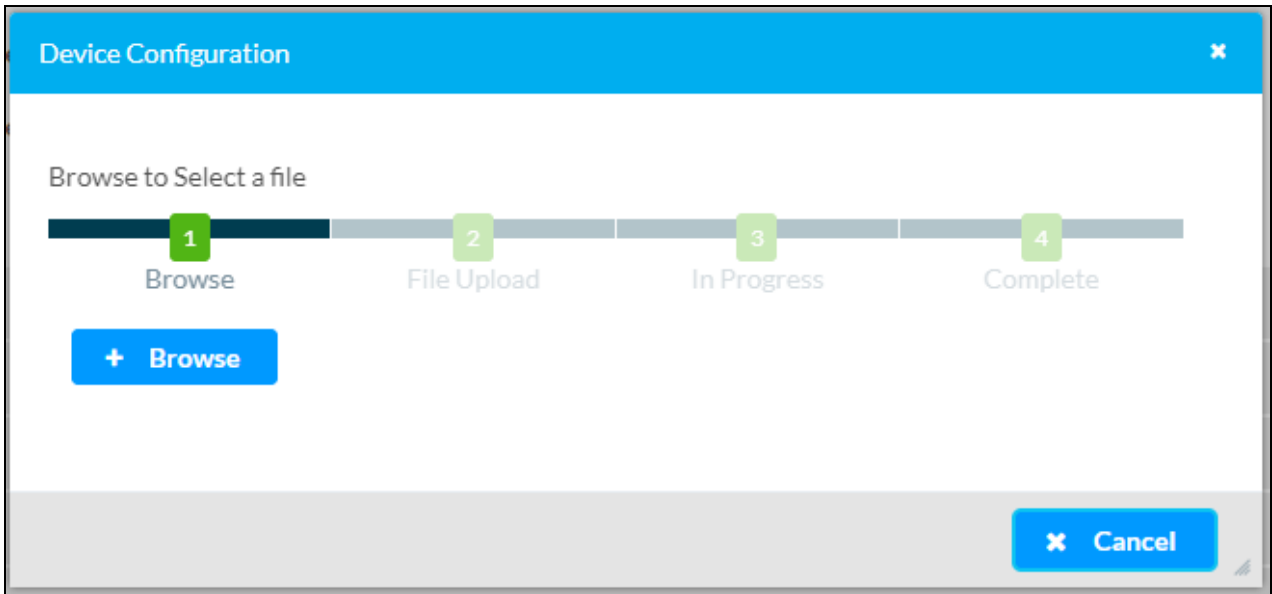 Device Configuration
Browse to Select a file
1 2 3 4
Browse File Upload In Progress Complete
Browse
Cancel